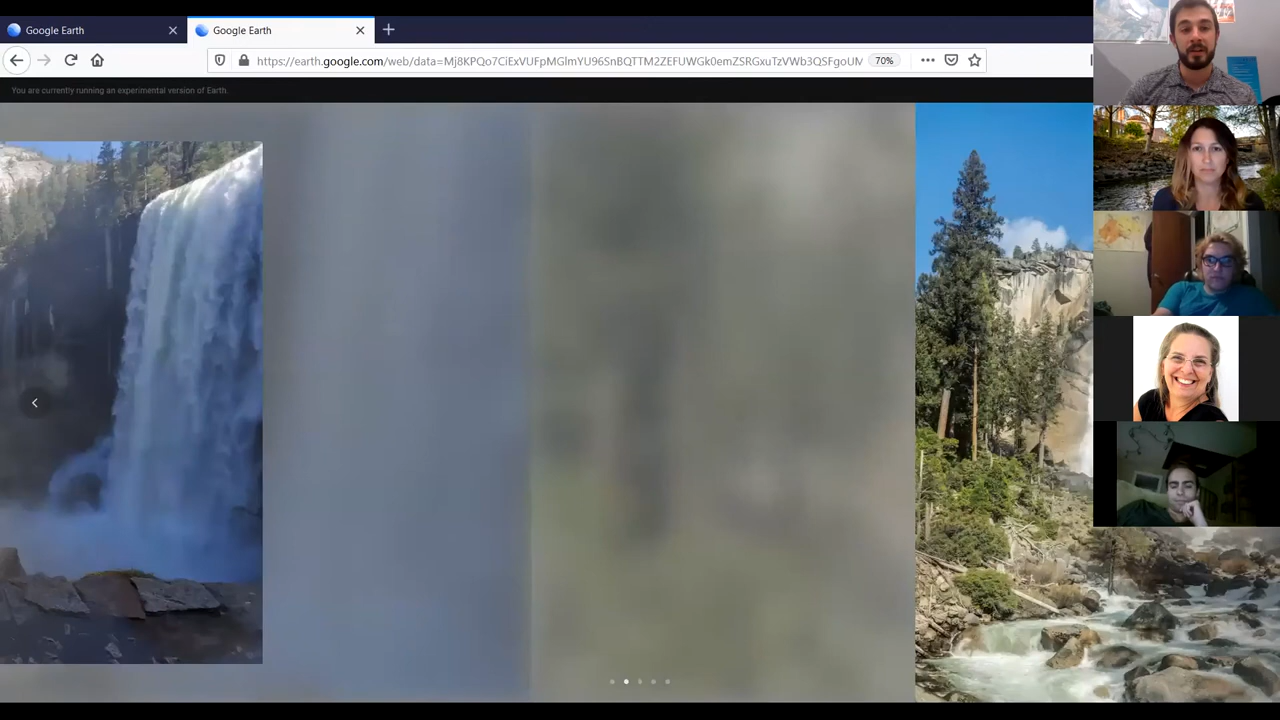 Google Earth
Google Earth
https://earth.google.com/web/data=Mj8KPQo7CiExVUFpMGlmYU96SnBQTTM2ZEFUWGk0emZSRGxuTzVWb3QSFgoUM
70%
You are currently running an experimental version of Earth.